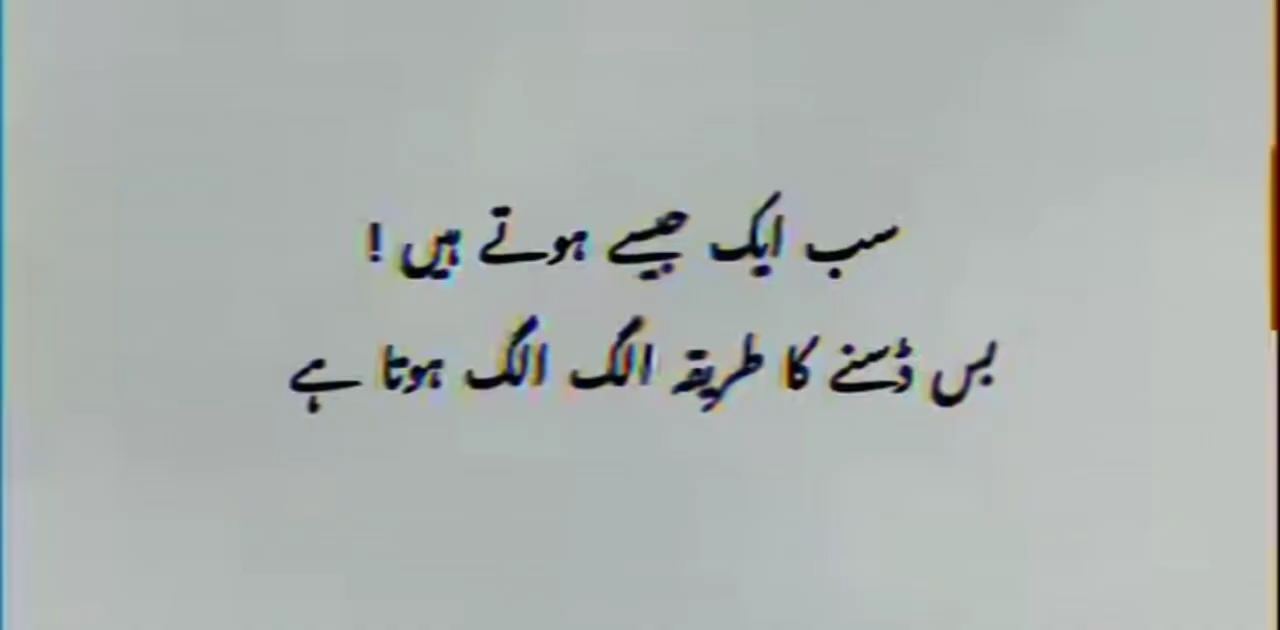 سب ایک جیسے ہوتے ہیں !
بس ڈسنے کا طریقہ الگ الگ ہوتا ہے